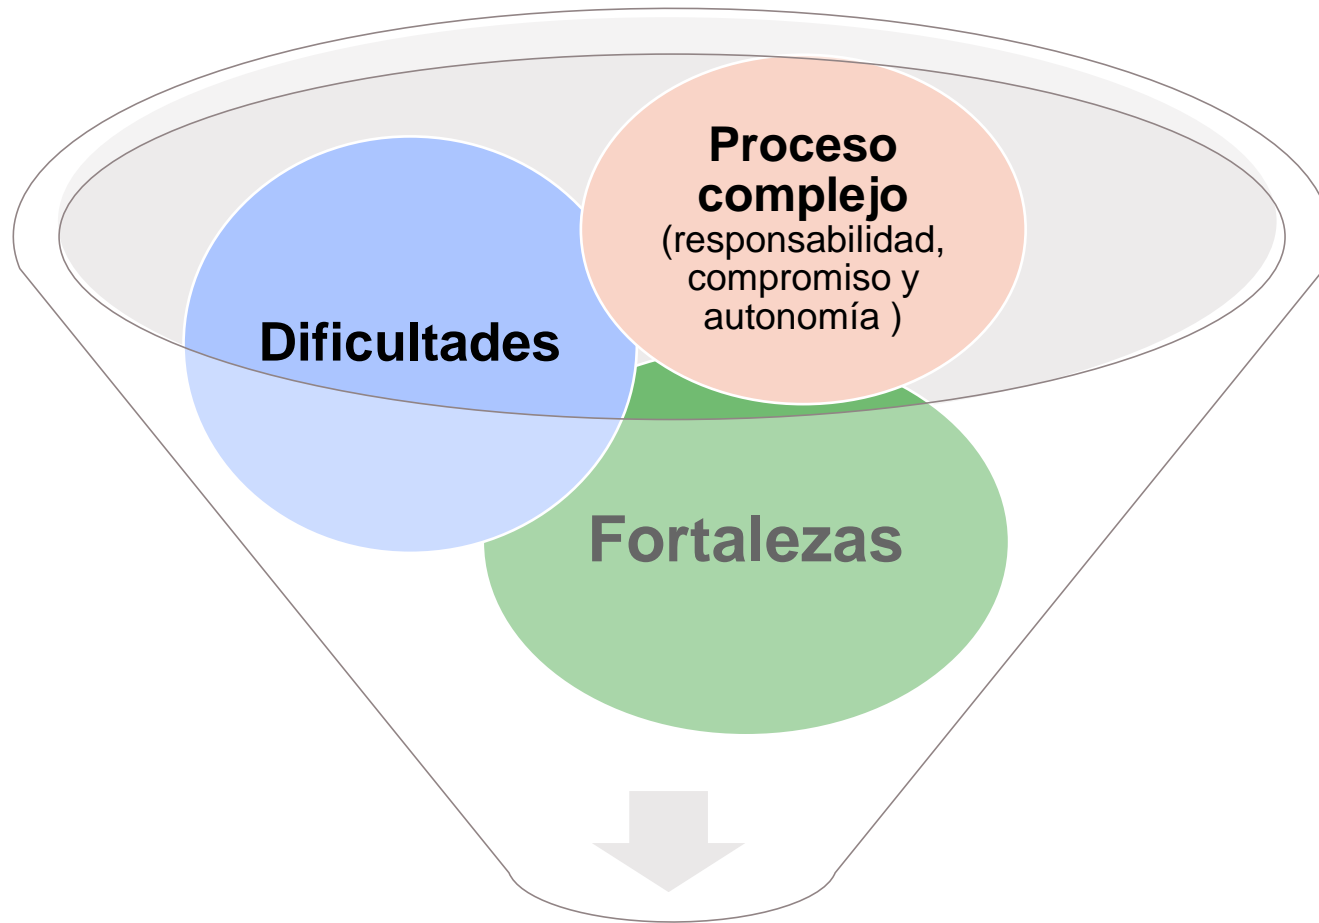 Proceso
complejo
(responsabilidad,
compromiso y
autonomía )
Dificultades
Fortalezas